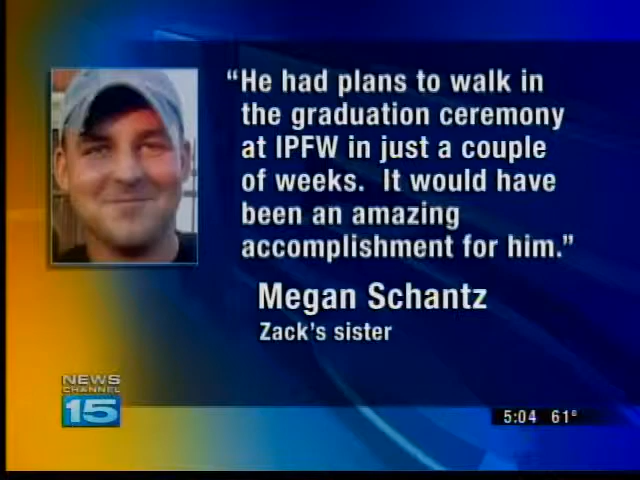 “He had plans to walk in
the graduation ceremony
at IPFW in just a couple
of weeks. It would have
been an amazing
accomplishment for him.”
Megan Schantz
Zack's sister
NEWS
CHANNEL
15
5:04 61°